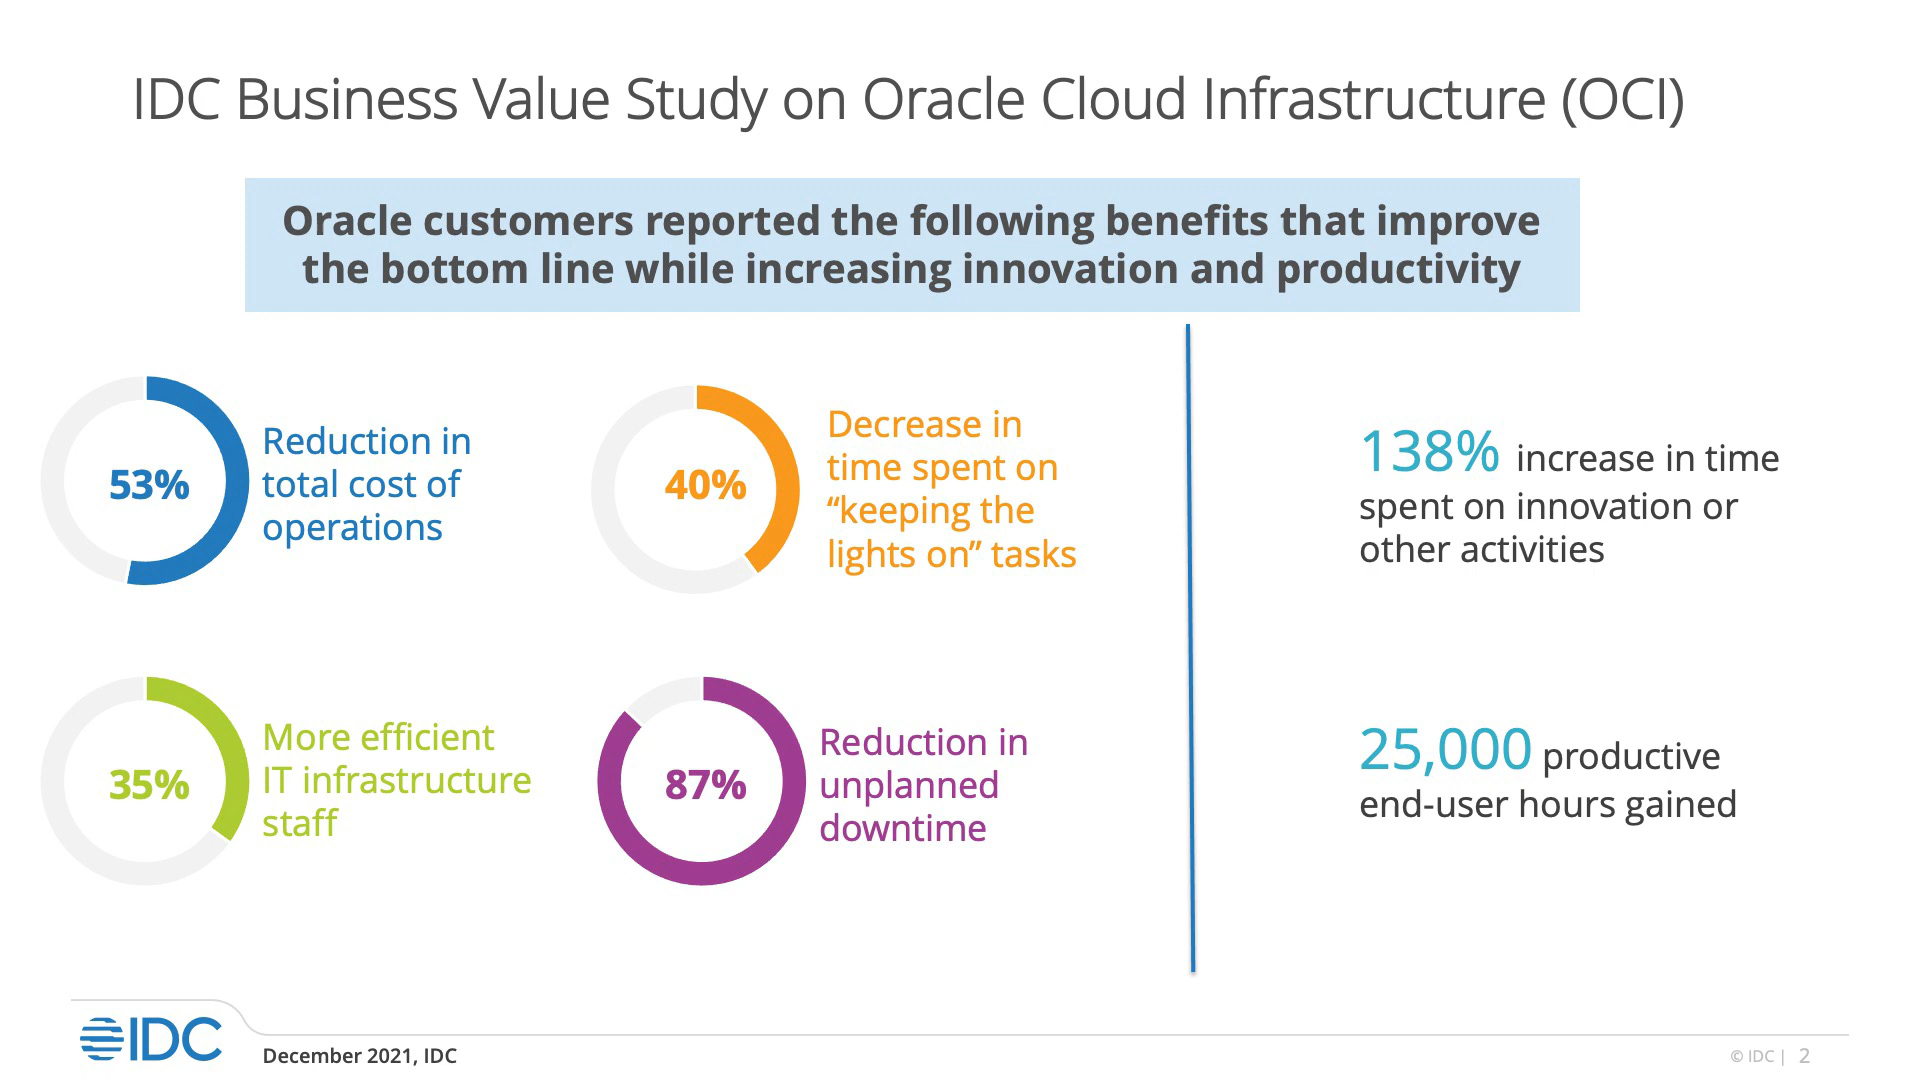 IDC Business Value Study on Oracle Cloud Infrastructure (OCI)
Oracle customers reported the following benefits that improve
the bottom line while increasing innovation and productivity
53%
Reduction in
total cost of
operations
40%
Decrease in
time spent on
“keeping the
lights on” tasks
138% increase in time
spent on innovation or
other activities
35%
More efficient
IT infrastructure
staff
87%
Reduction in
unplanned
downtime
25,000 productive
end-user hours gained
IDC
December 2021, IDC
© IDC | 2